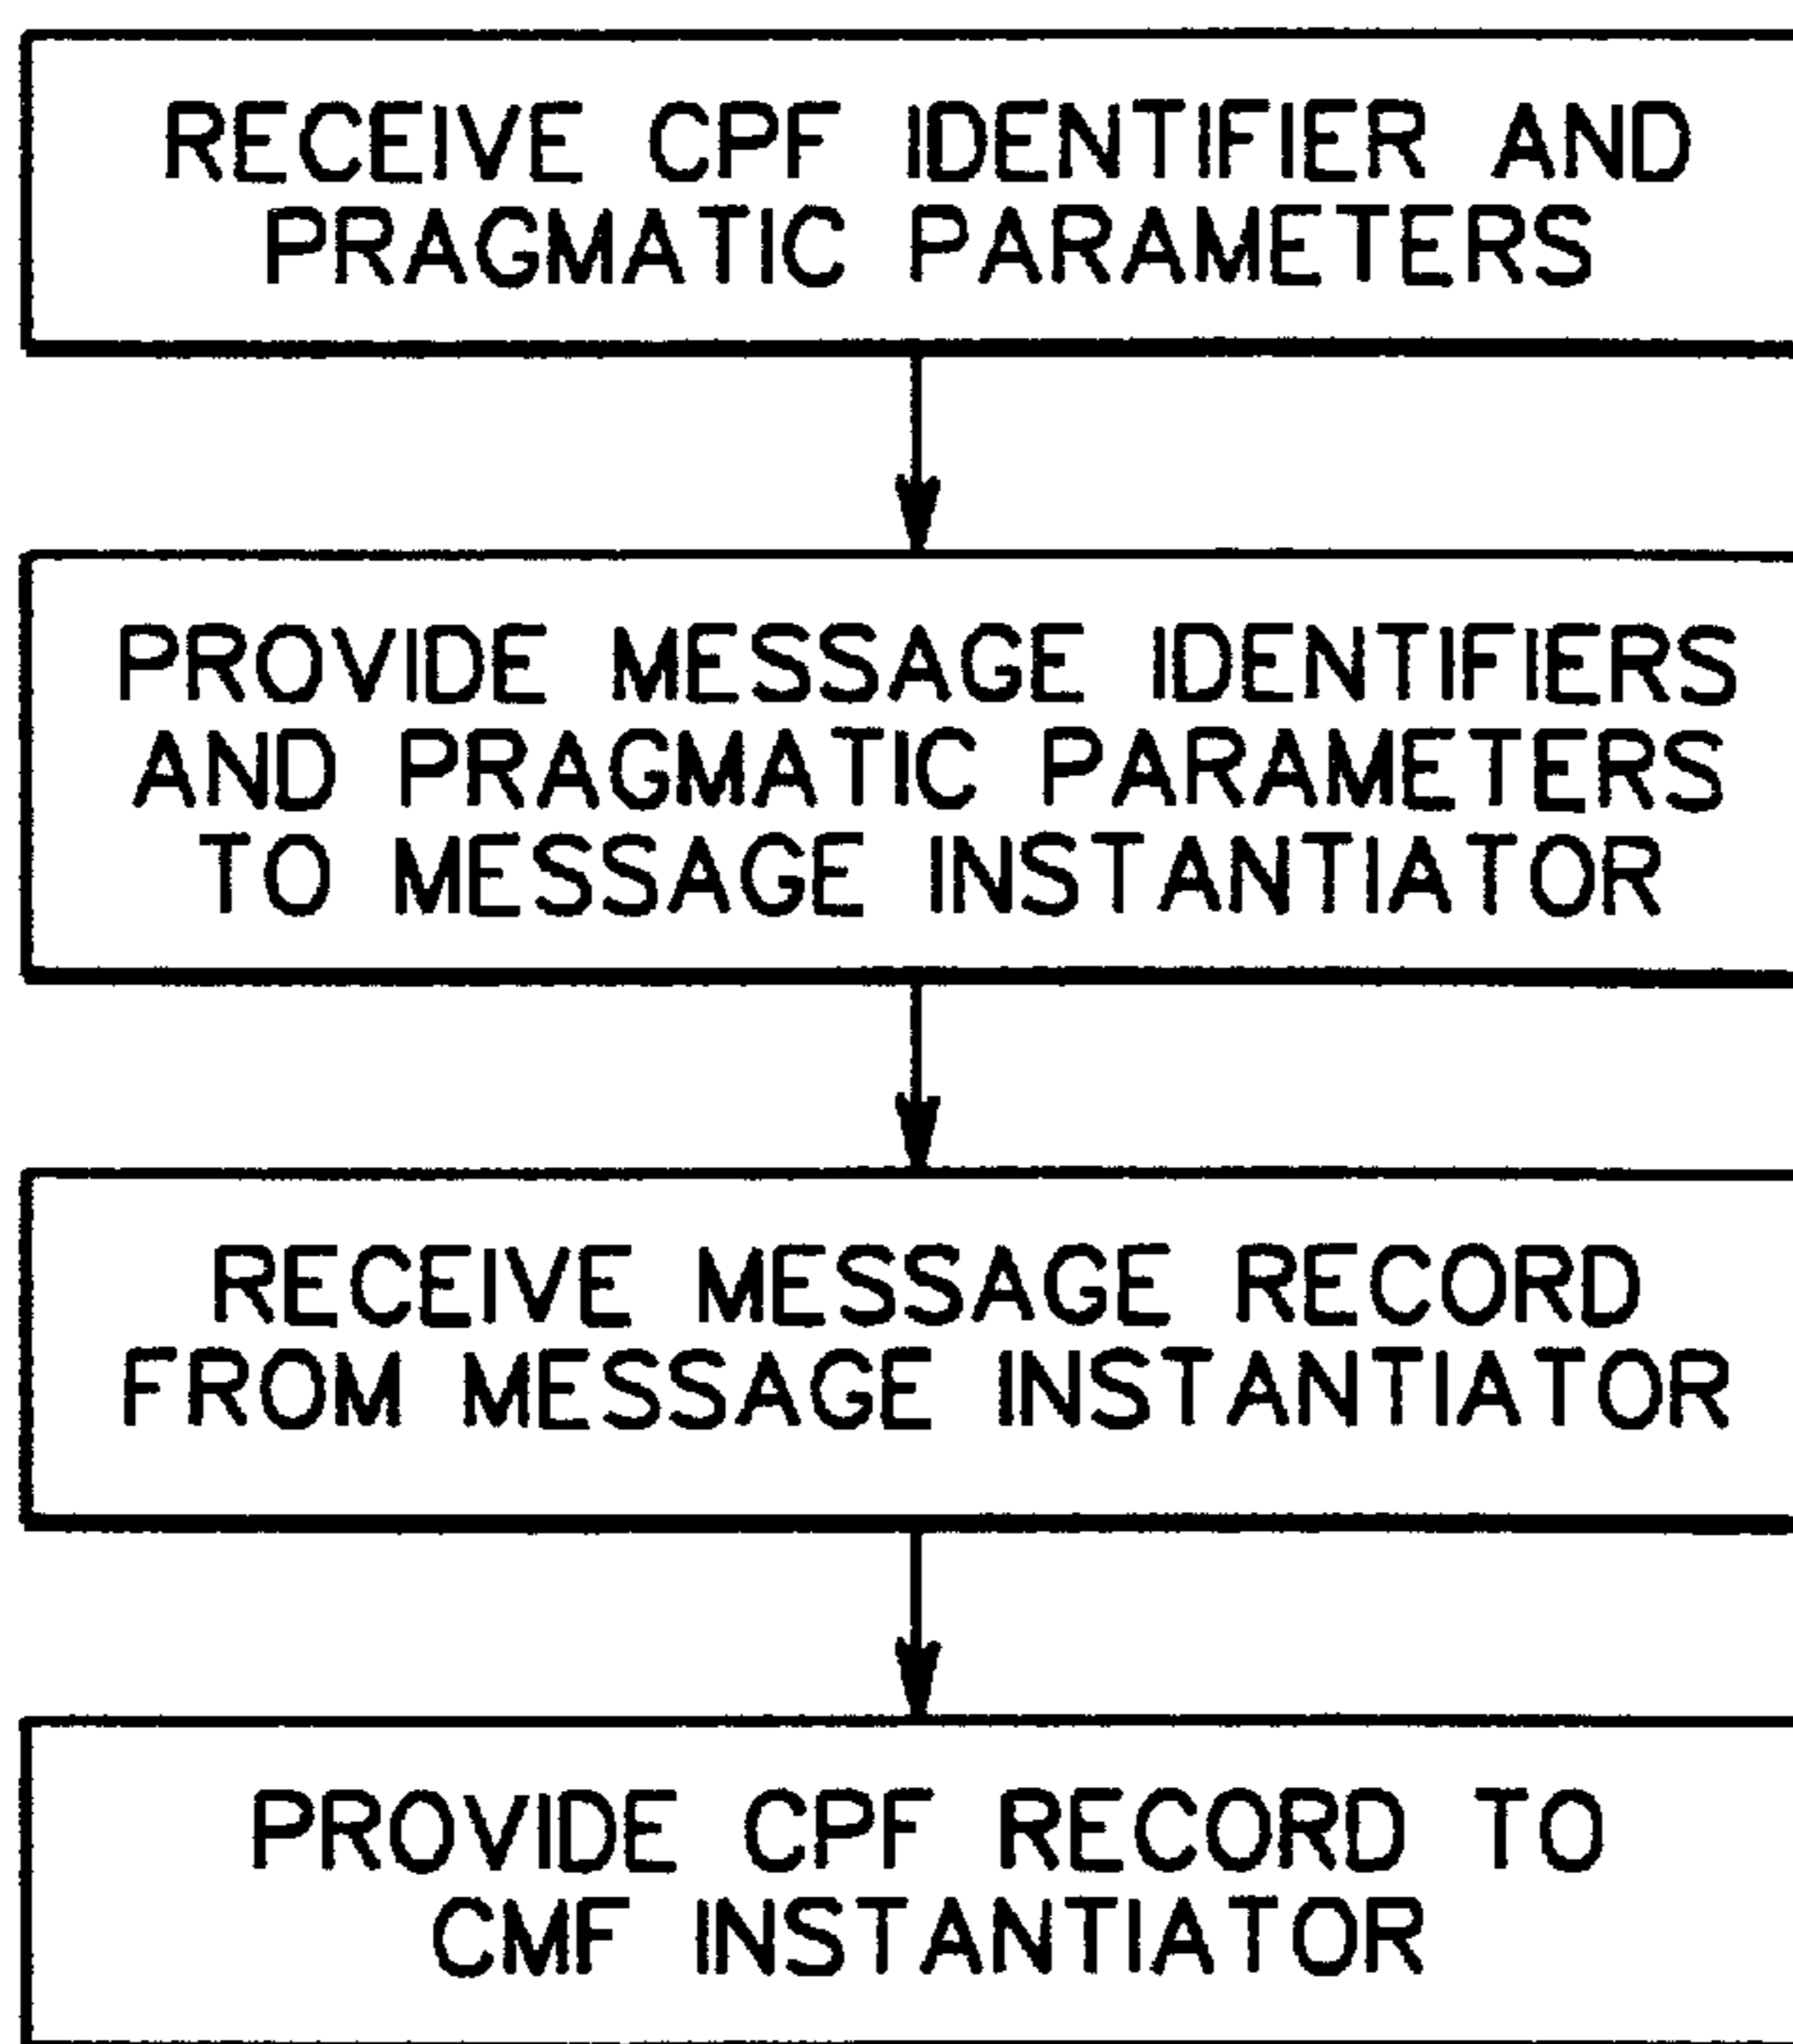 RECEIVE CPF IDENTIFIER AND
PRAGMATIC PARAMETERS
PROVIDE MESSAGE IDENTIFIERS
AND PRAGMATIC PARAMETERS
TO MESSAGE INSTANTIATOR
RECEIVE MESSAGE RECORD
FROM MESSAGE INSTANTIATOR
PROVIDE CPF RECORD TO
CMF INSTANTIATOR